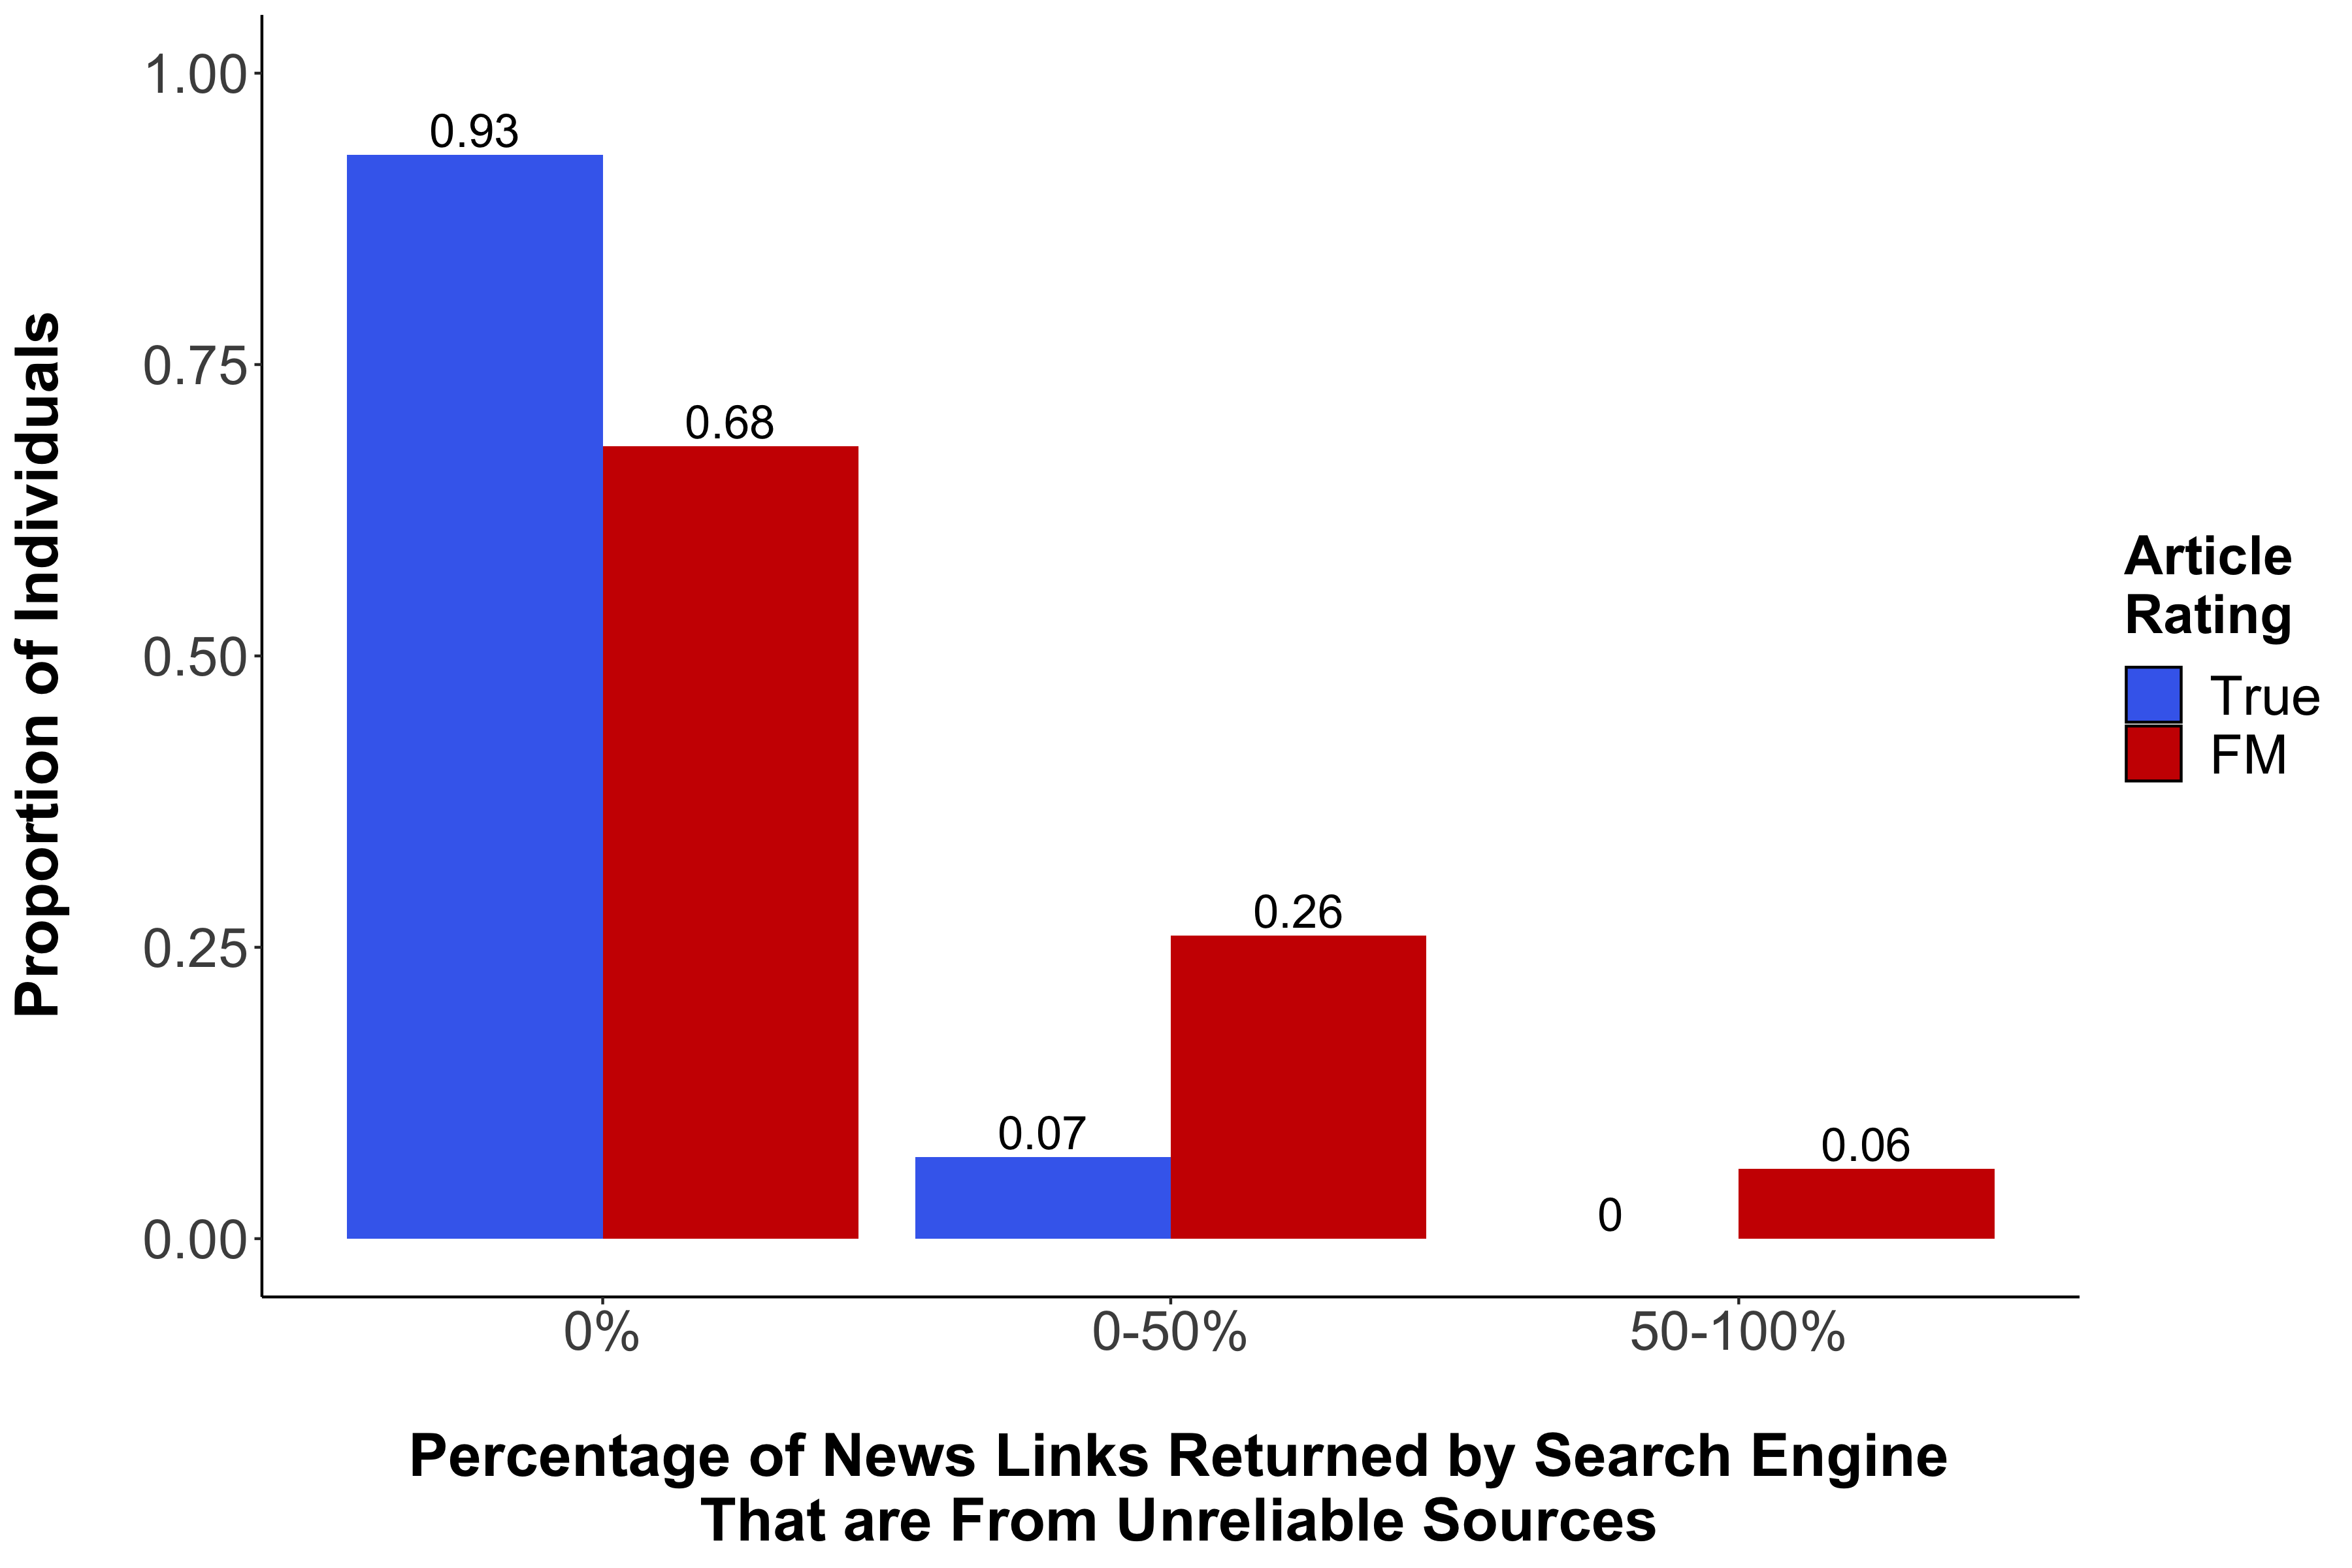 Proportion of Individuals
1.00
0.75
0.50
0.25
0.00
0.93
0.68
0.07
0.26
0
0.06
0%
0-50%
50-100%
Percentage of News Links Returned by Search Engine
That are From Unreliable Sources
Article
Rating
True
FM